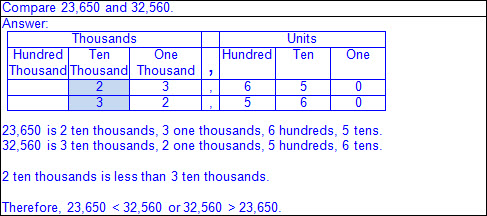 Compare 23,650 and 32,560.
Answer:
Thousands Units
Hundred Ten One Hundred Ten One
Thousand Thousand Thousand ,
2 3 , 6 5 0
3 2 , 5 6 0
23,650 is 2 ten thousands, 3 one thousands, 6 hundreds, 5 tens.
32,560 is 3 ten thousands, 2 one thousands, 5 hundreds, 6 tens.
2 ten thousands is less than 3 ten thousands.
Therefore, 23,650 < 32,560 or 32,560 > 23,650.